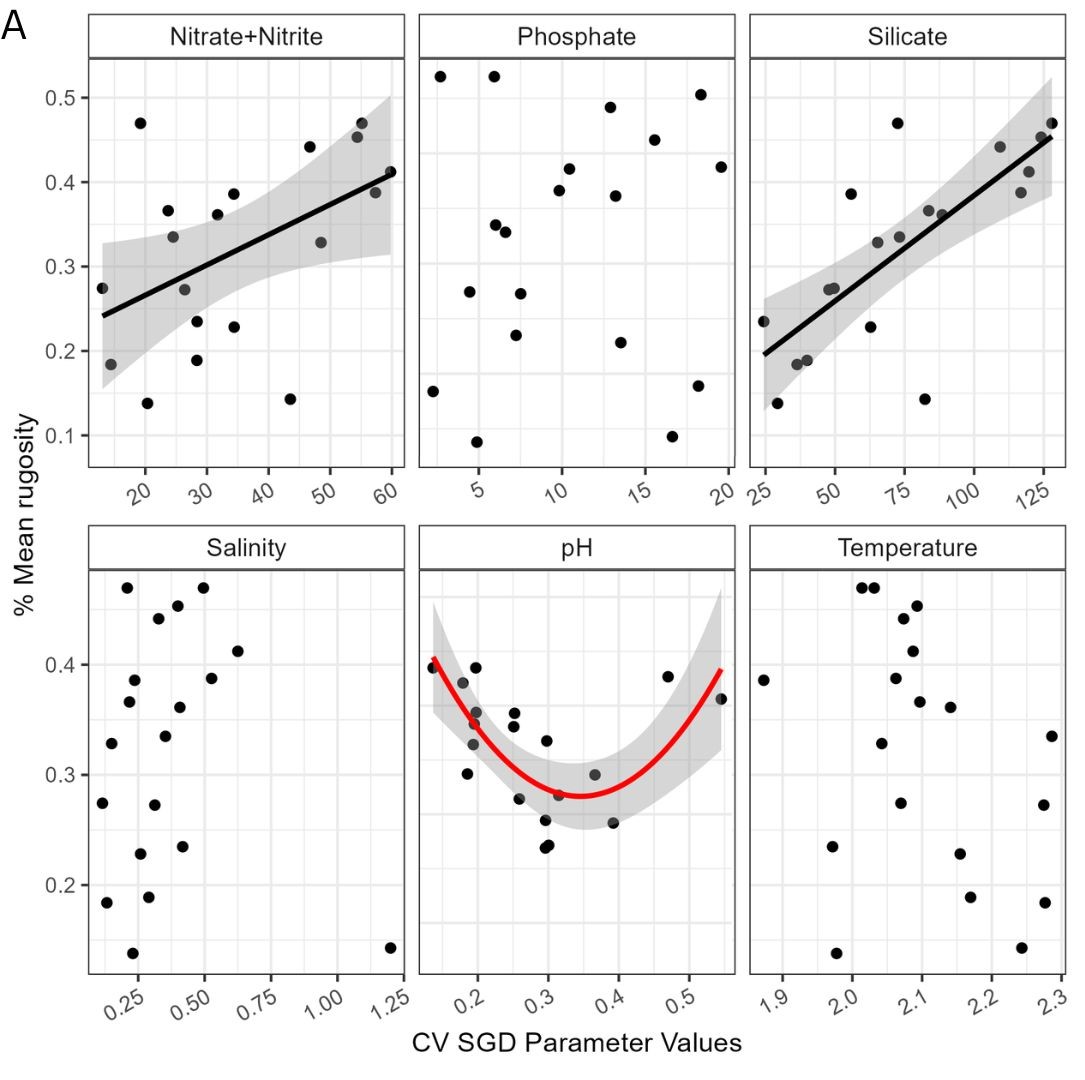 A
Nitrate+Nitrite Phosphate Silicate
0.5
0.4
0.3
0.2
0.1
20 30 40 50 60 5 10 15 20 25 50 75 100 125
% Mean rugosity
Salinity pH Temperature
0.4
0.3
0.2
0.25 0.50 0.75 1.00 1.25 0.2 0.3 0.4 0.5 1.9 2.0 2.1 2.2 2.3
CV SGD Parameter Values